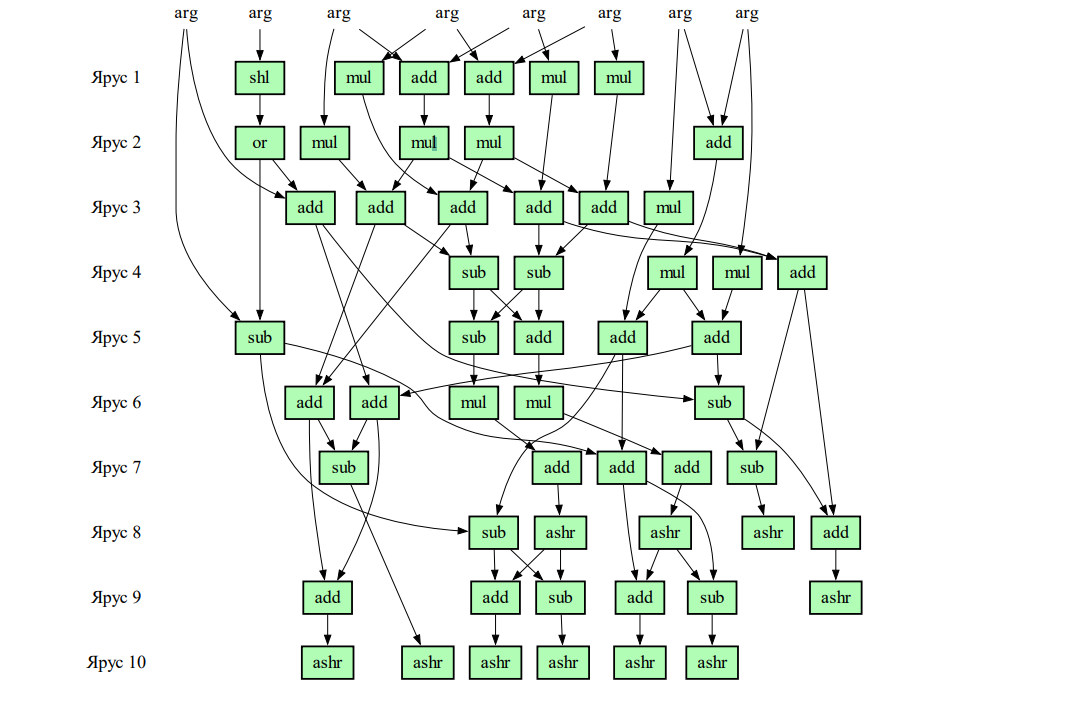 arg arg arg arg arg arg arg arg
Ярус 1 shl mul add add mul mul
Ярус 2 or mul mul mul add
Ярус 3 add add add add add mul
Ярус 4 sub sub mul mul add
Ярус 5 sub sub add add add
Ярус 6 add add mul mul sub
Ярус 7 sub add add add sub
Ярус 8 sub ashr ashr ashr add
Ярус 9 add add sub add sub ashr
Ярус 10 ashr ashr ashr ashr ashr ashr